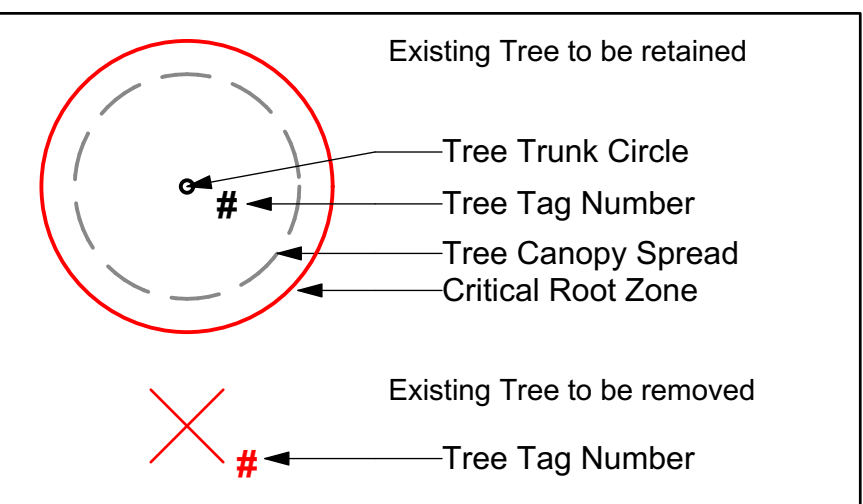 Existing Tree to be retained
Tree Trunk Circle
# Tree Tag Number
Tree Canopy Spread
Critical Root Zone
Existing Tree to be removed
# Tree Tag Number